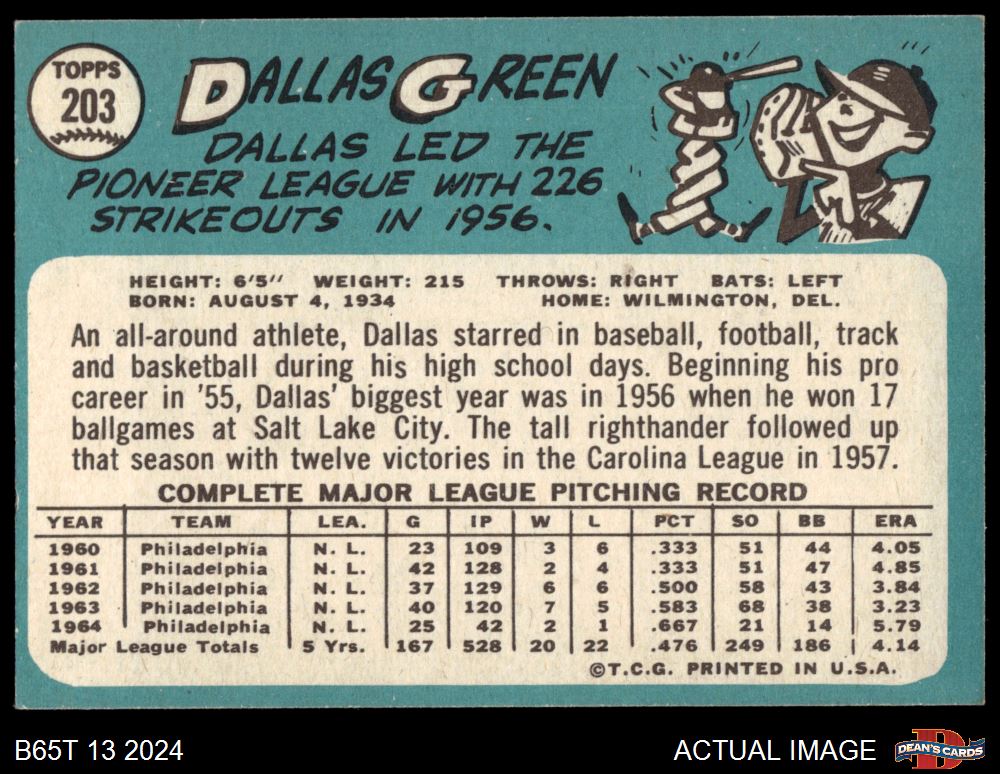 TOPPS
203
DALLAS GREEN
DALLAS LED THE
PIONEER LEAGUE WITH 226
STRIKEOUTS IN 1956.
HEIGHT: 6'5" WEIGHT: 215 THROWS: RIGHT BATS: LEFT
BORN: AUGUST 4, 1934 HOME: WILMINGTON, DEL.
An all-around athlete, Dallas starred in baseball, football, track
and basketball during his high school days. Beginning his pro
career in '55, Dallas' biggest year was in 1956 when he won 17
ballgames at Salt Lake City. The tall righthander followed up
that season with twelve victories in the Carolina League in 1957.
COMPLETE MAJOR LEAGUE PITCHING RECORD
YEAR TEAM LEA. G IP W L PCT SO BB ERA
1960 Philadelphia N. L. 23 109 3 6 .333 51 44 4.05
1961 Philadelphia N. L. 42 128 2 4 .333 51 47 4.85
1962 Philadelphia N. L. 37 129 6 6 .500 58 43 3.84
1963 Philadelphia N. L. 40 120 7 5 .583 68 38 3.23
1964 Philadelphia N. L. 25 42 2 1 .667 21 14 5.79
Major League Totals 5 Yrs. 167 528 20 22 .476 249 186 4.14
©T.C.G. PRINTED IN U.S.A.
B65T 13 2024 ACTUAL IMAGE D DEAN'S CARDS